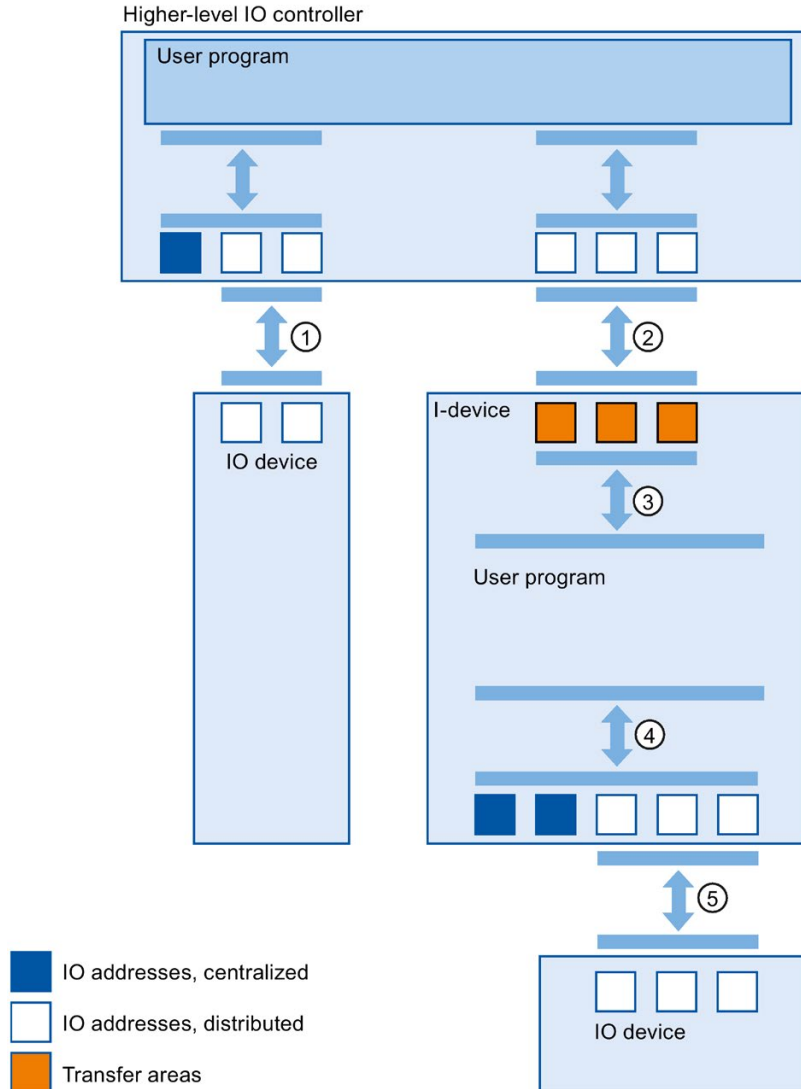 Higher-level IO controller
User program
1
2
I-device
IO device
3
User program
4
5
IO addresses, centralized
IO addresses, distributed
IO device
Transfer areas